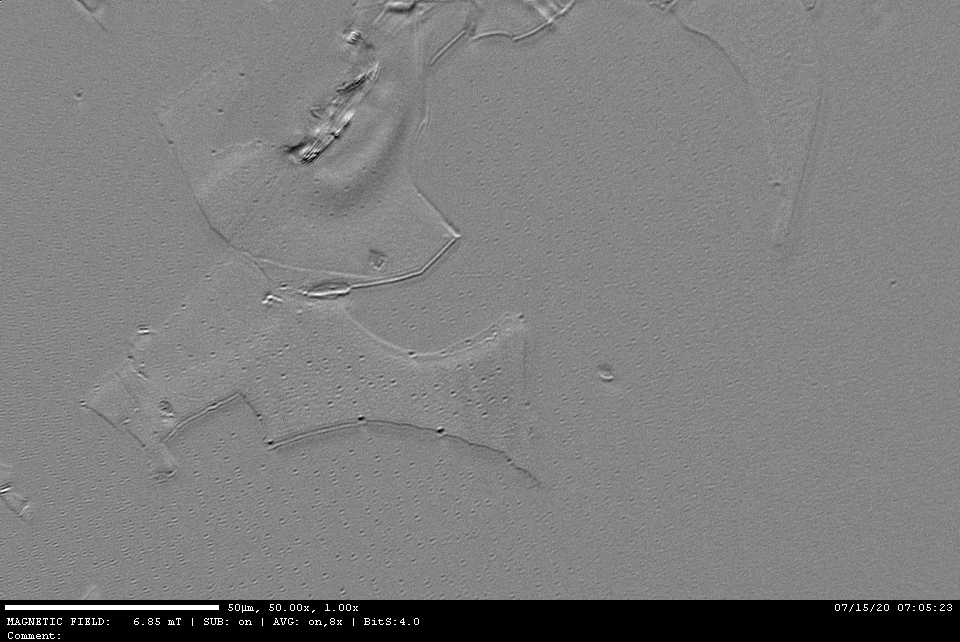 50µm, 50.00x, 1.00x 07/15/20 07:05:23
MAGNETIC FIELD: 6.85 mT | SUB: on | AVG: on,8x | BitS:4.0
Comment: